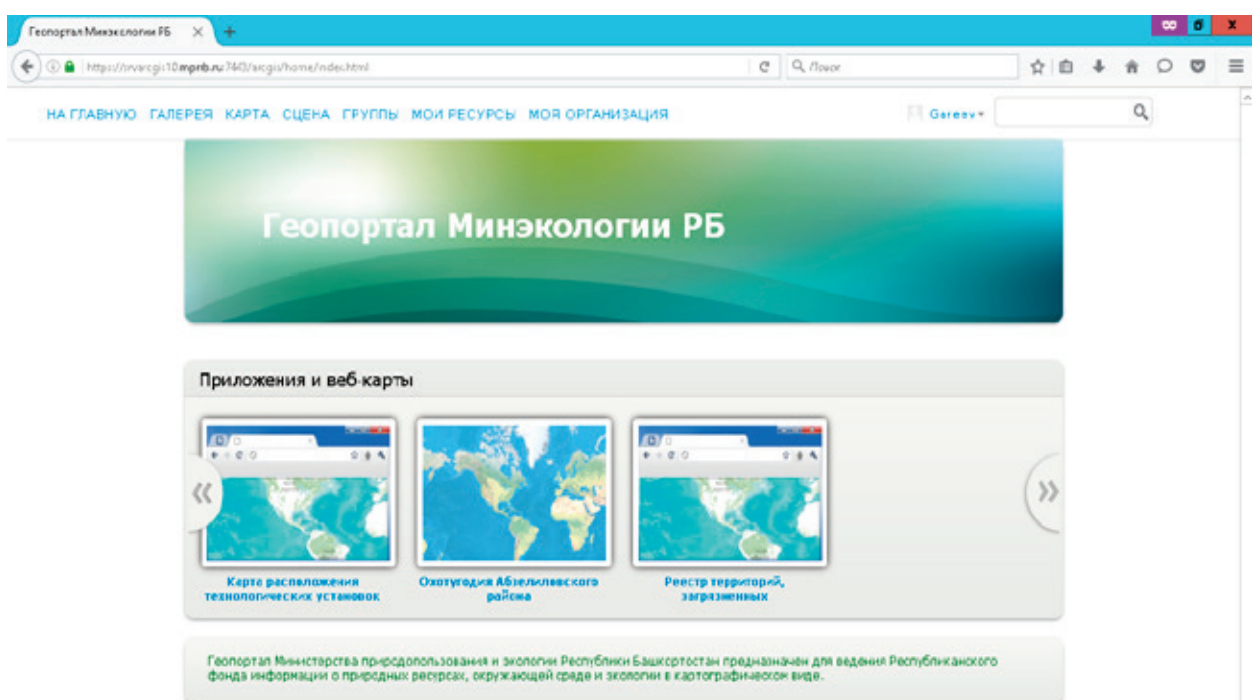 Геопортал Минэкологии РБ
mprb.ru:7443/arcgis/home/index.html
Поиск
НА ГЛАВНУЮ ГАЛЕРЕЯ КАРТА СЦЕНА ГРУППЫ МОИ РЕСУРСЫ МОЯ ОРГАНИЗАЦИЯ Gareev
Геопортал Минэкологии РБ
Приложения и веб-карты
Карта расположения
технологических установок
Охотугодия Абзелиловского
района
Реестр территорий,
загрязненных
Геопортал Министерства природопользования и экологии Республики Башкортостан предназначен для ведения Республиканского
фонда информации о природных ресурсах, окружающей среде и экологии в картографическом виде.